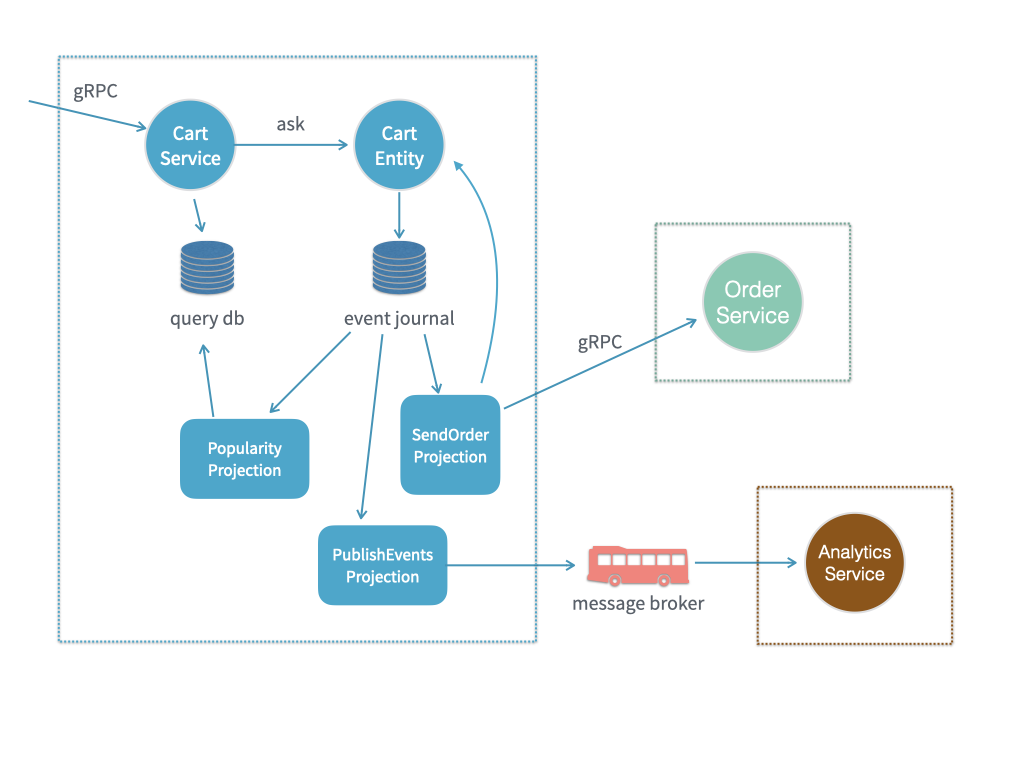 gRPC
Cart
Service
ask
Cart
Entity
query db
event journal
Order
Service
gRPC
SendOrder
Projection
Popularity
Projection
PublishEvents
Projection
message broker
Analytics
Service